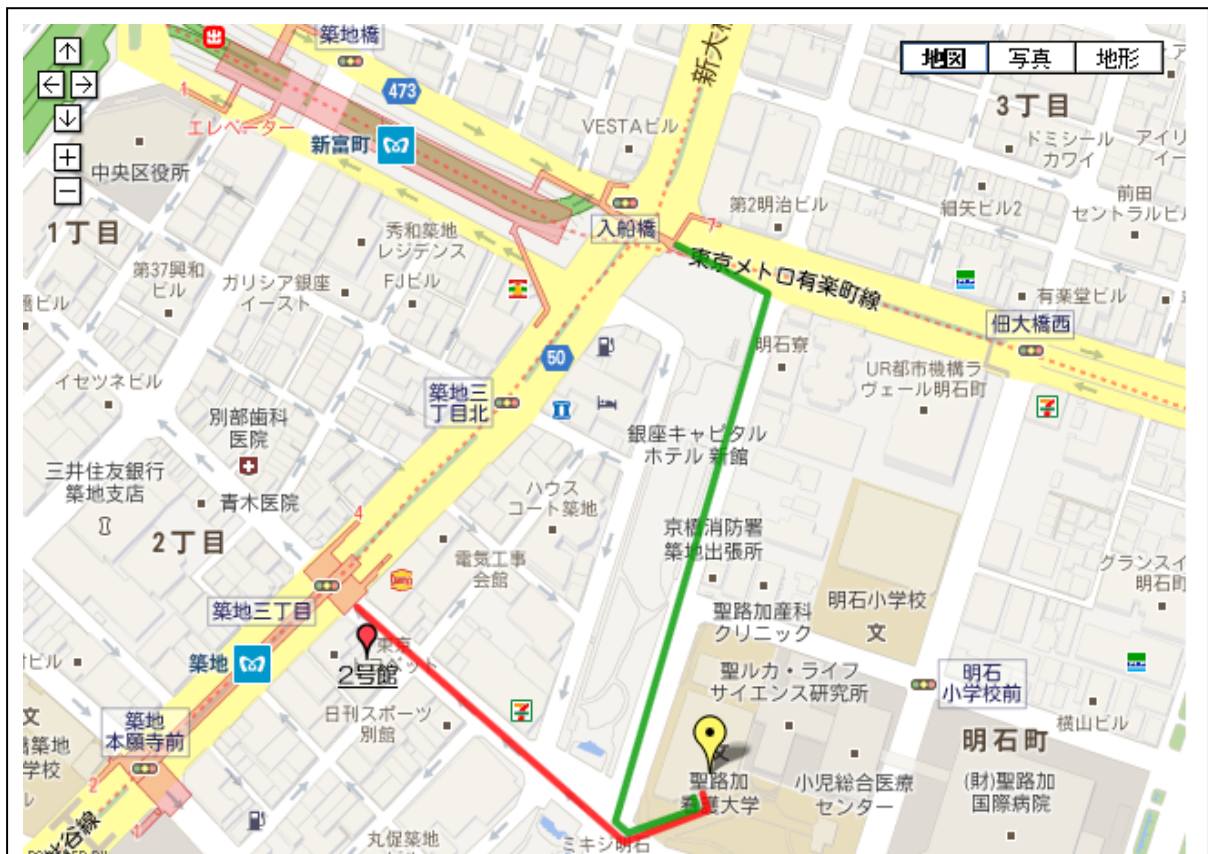 築地橋
出
地図
写真
地形
新大橋
473
3丁目
1
エレベーター
VESTAビル
ドミシール
カワイ
新富町
中央区役所
前田
セントラルビル
第2明治ビル
細矢ビル2
入船橋
7
1丁目
秀和築地
レジデンス
東京メトロ有楽町線
第37興和
ビル
ガリシア銀座
イースト
FJビル
有楽堂ビル
佃大橋西
明石寮
50
UR都市機構ラ
ヴェール明石町
イセツネビル
築地三
丁目北
別部歯科
医院
銀座キャピタル
ホテル 新館
三井住友銀行
築地支店
青木医院
ハウス
コート築地
4
2丁目
京橋消防署
築地出張所
電気工事
会館
グランスイ
明石町
築地三丁目
明石小学校
文
聖路加産科
クリニック
築地
2号館
聖ルカ・ライフ
サイエンス研究所
明石
小学校前
日刊スポーツ
別館
築地
本願寺前
横山ビル
文
明石町
2
聖路加
看護大学
小児総合医療
センター
(財)聖路加
国際病院
丸促築地
ミキジ明石